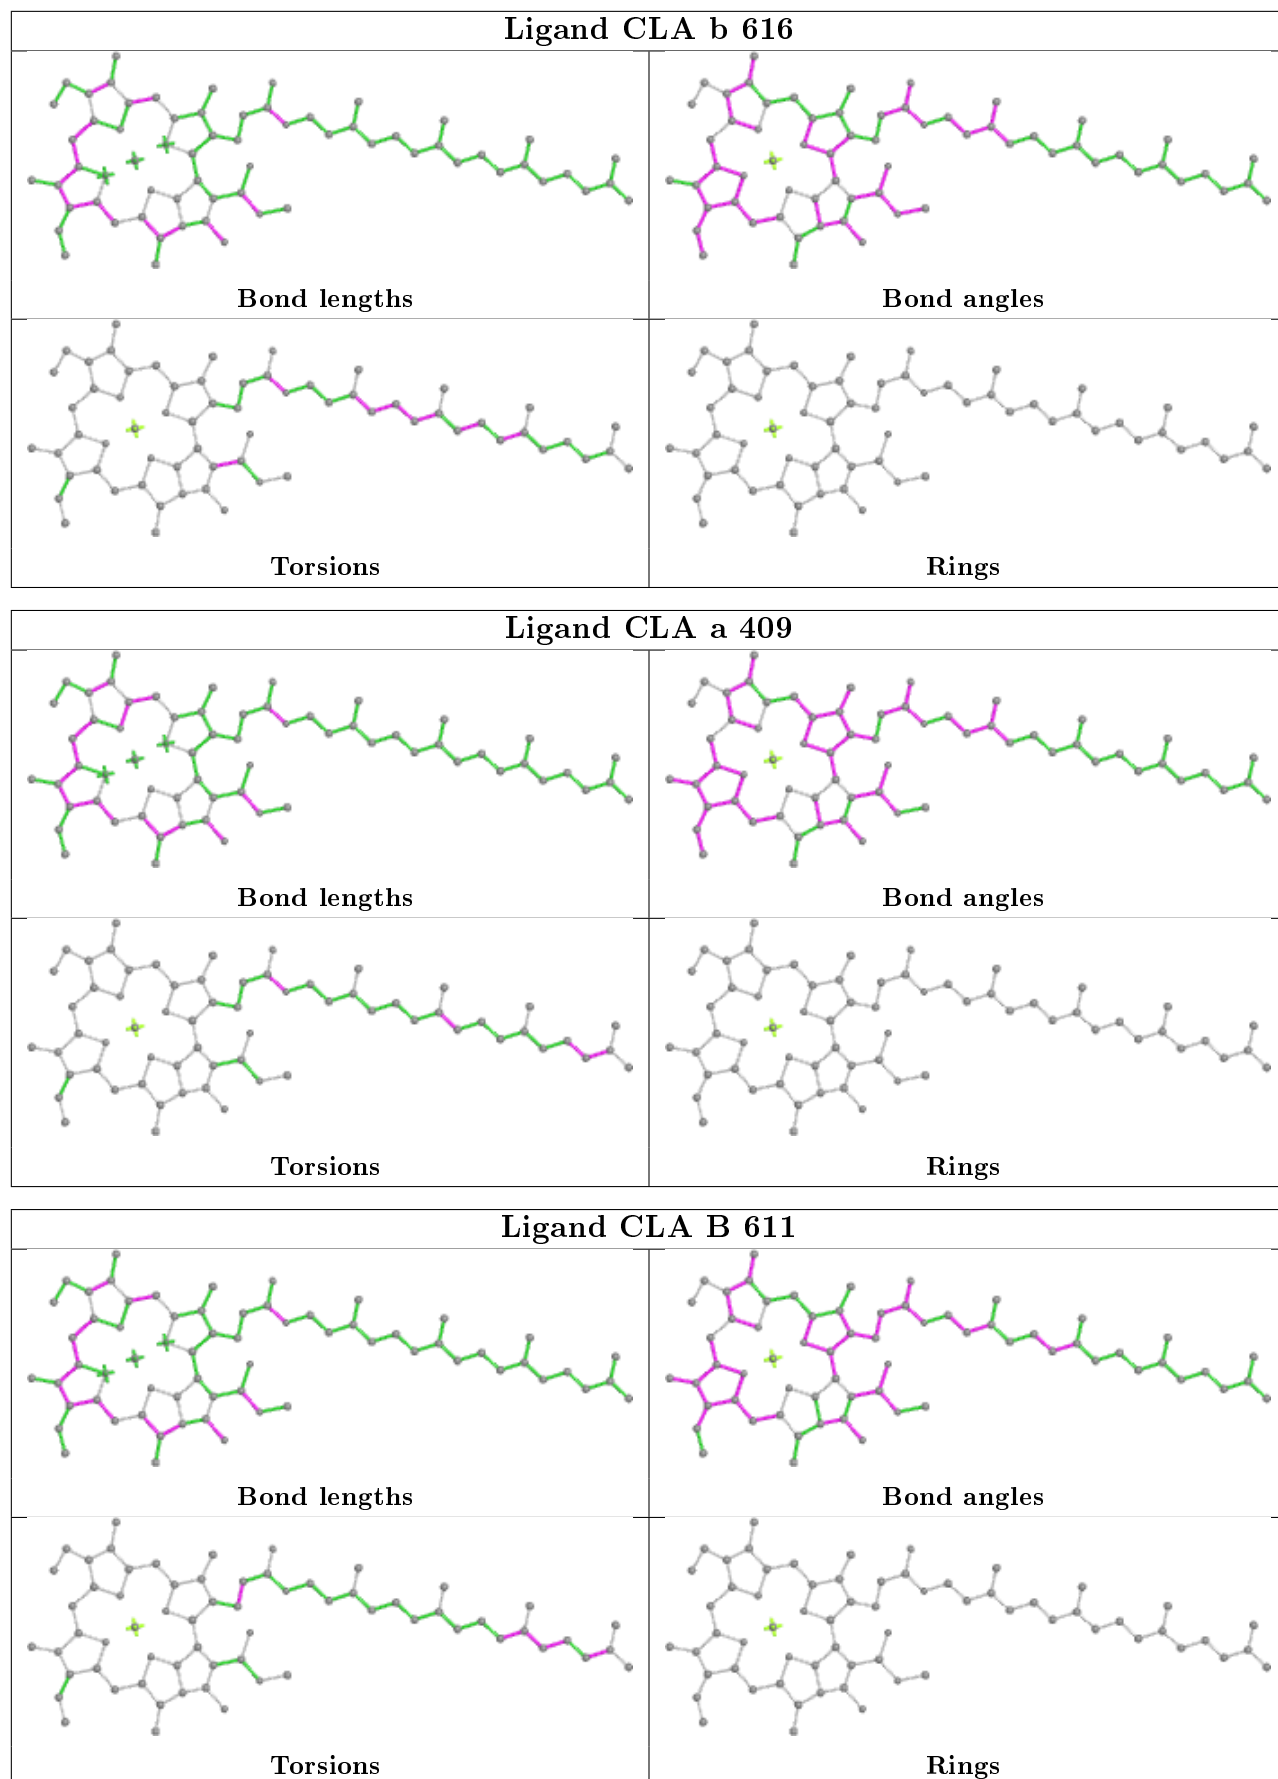 Ligand CLA b 616
Bond lengths
Bond angles
Torsions
Rings
Ligand CLA a 409
Bond lengths
Bond angles
Torsions
Rings
Ligand CLA B 611
Bond lengths
Bond angles
Torsions
Rings